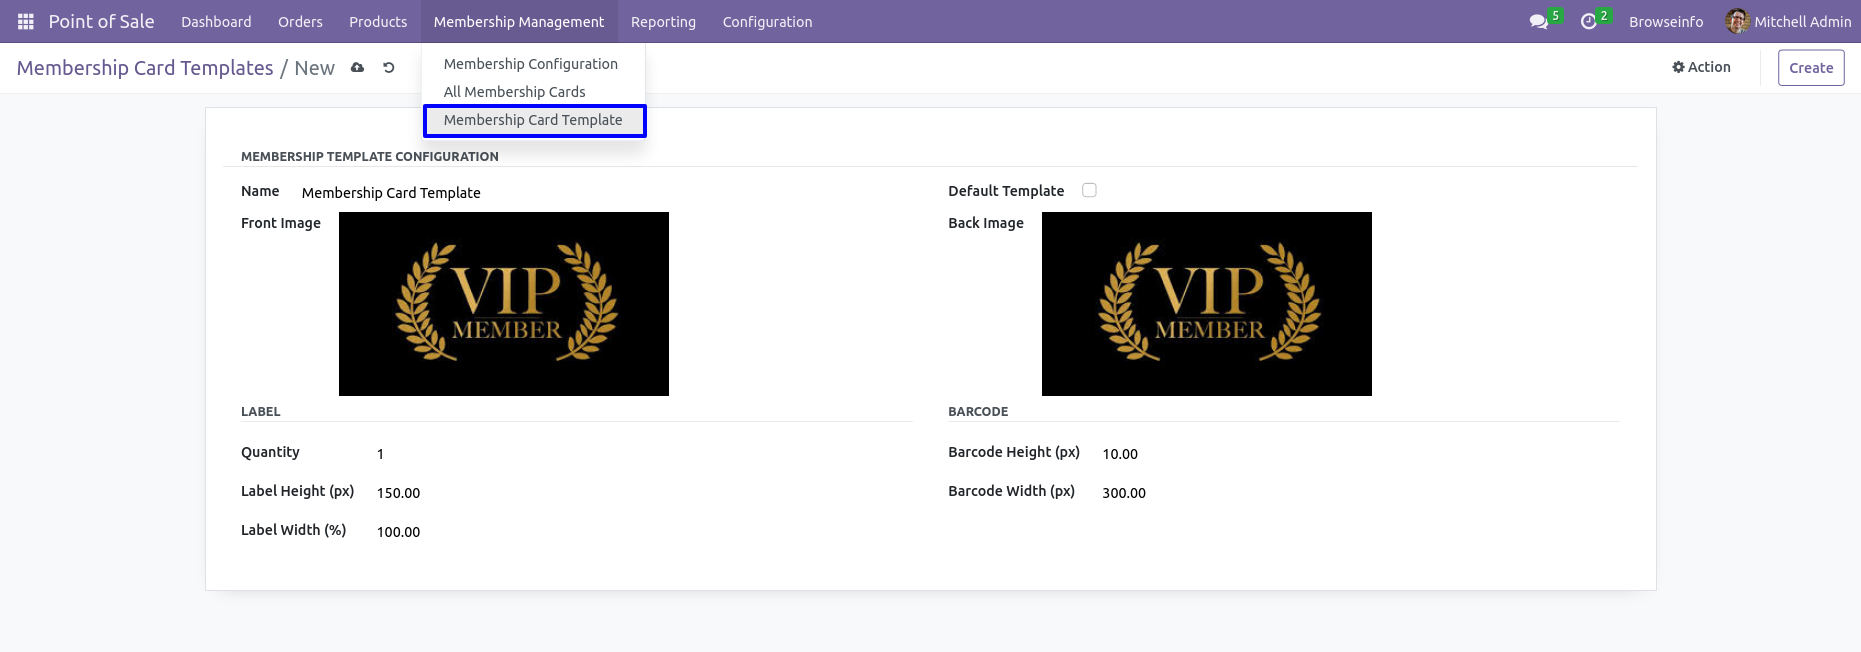 Point of Sale Dashboard Orders Products Membership Management Reporting Configuration 5 2 Browseinfo Mitchell Admin
Membership Card Templates / New Action Create
Membership Configuration
All Membership Cards
Membership Card Template
MEMBERSHIP TEMPLATE CONFIGURATION
Name Membership Card Template Default Template
Front Image Back Image
VIP VIP
MEMBER MEMBER
LABEL BARCODE
Quantity 1 Barcode Height (px) 10.00
Label Height (px) 150.00 Barcode Width (px) 300.00
Label Width (%) 100.00